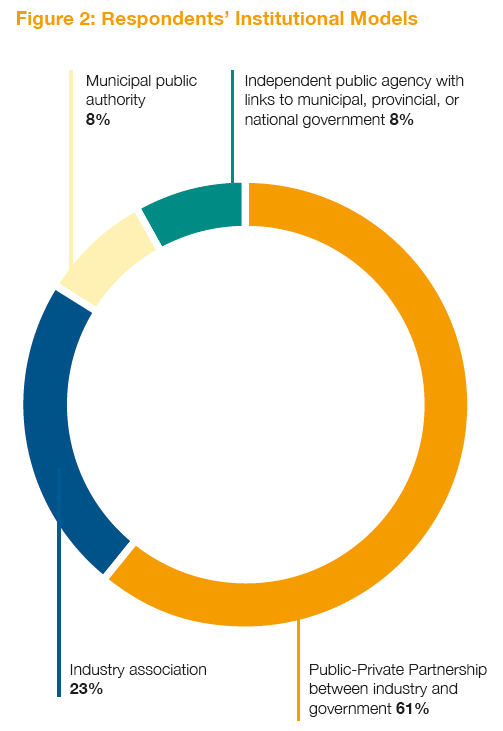 Figure 2: Respondents’ Institutional Models
Municipal public
authority
8%
Independent public agency with
links to municipal, provincial, or
national government 8%
Industry association
23%
Public-Private Partnership
between industry and
government 61%